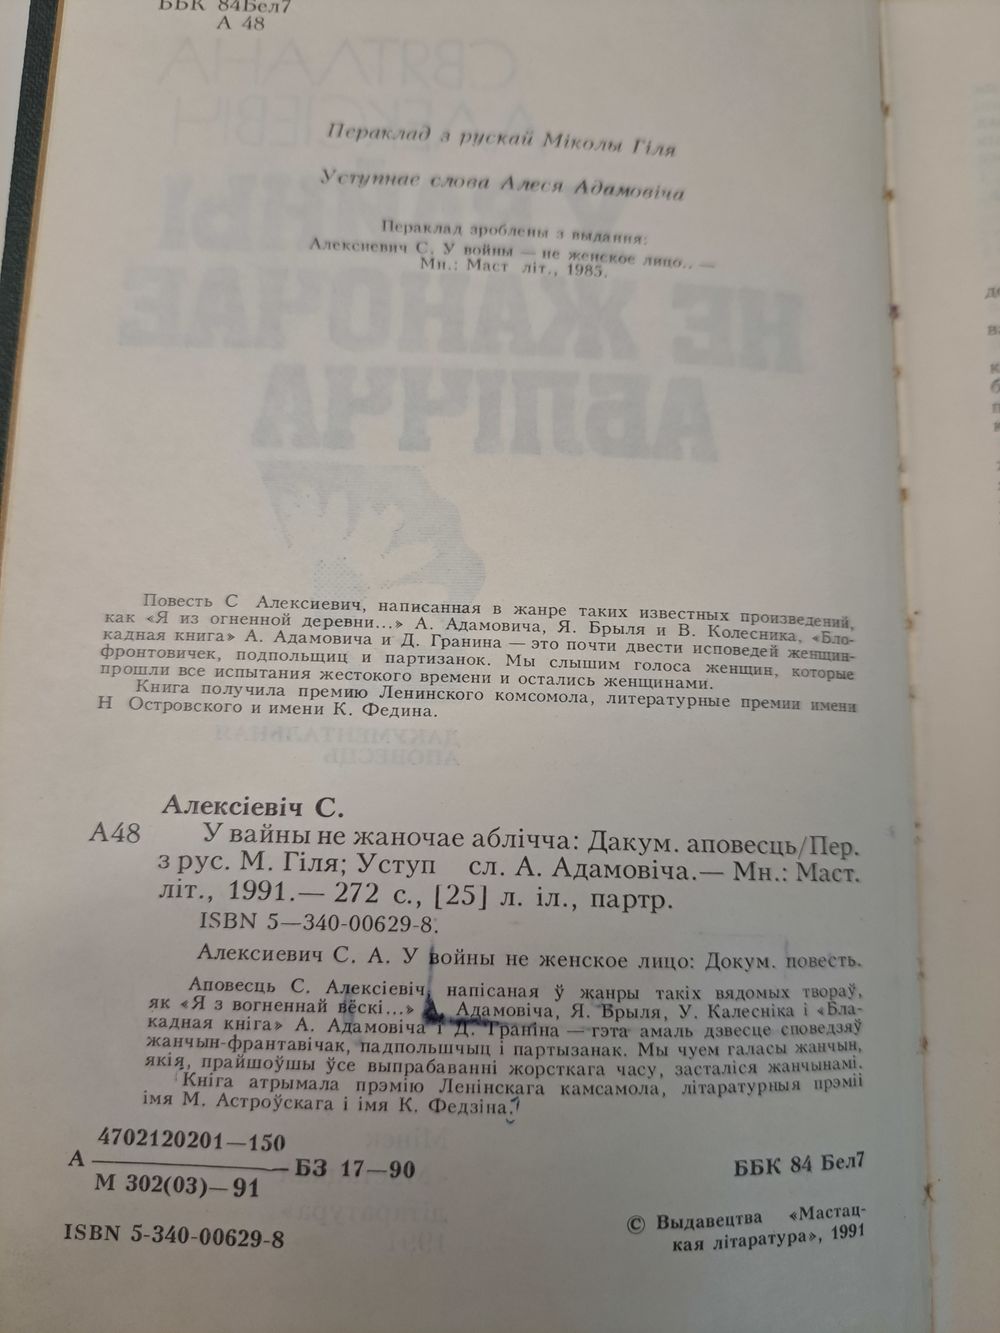 ББК 84Бел7
А 48
Пераклад з рускай Міколы Гіля
Уступнае слова Алеся Адамовіча
Пераклад зроблены з выдання:
Алексиевич С. У войны — не женское лицо.. —
Мн.: Маст літ., 1985.
Повесть С Алексиевич, написанная в жанре таких известных произведений,
как «Я из огненной деревни...» А. Адамовича, Я. Брыля и В. Колесника, «Бло-
кадная книга» А. Адамовича и Д. Гранина — это почти двести исповедей женщин-
фронтовичек, подпольщиц и партизанок. Мы слышим голоса женщин, которые
прошли все испытания жестокого времени и остались женщинами.
Книга получила премию Ленинского комсомола, литературные премии имени
Н Островского и имени К. Федина.
Алексіевіч С.
А48 У вайны не жаночае аблічча: Дакум. аповесць/Пер.
з рус. М. Гіля; Уступ сл. А. Адамовіча.— Мн.: Маст.
літ., 1991.— 272 с., [25] л. іл., партр.
ISBN 5—340-00629-8.
Алексиевич С. А. У войны не женское лицо: Докум. повесть.
Аповесць С. Алексіевіч, напісаная ў жанры такіх вядомых твораў,
як «Я з вогненнай вёскі...» А. Адамовіча, Я. Брыля, У. Калесніка і «Бла-
кадная кніга» А. Адамовіча і Д. Граніна — гэта амаль дзвесце споведзяў
жанчын-франтавічак, падпольшчыц і партызанак. Мы чуем галасы жанчын,
якія, прайшоўшы ўсе выпрабаванні жорсткага часу, засталіся жанчынамі.
Кніга атрымала прэмію Ленінскага камсамола, літаратурныя прэміі
імя М. Астроўскага і імя К. Федзіна.
4702120201—150
А БЗ 17—90
М 302(03)—91
ББК 84 Бел7
ISBN 5-340-00629-8
© Выдавецтва «Мастац-
кая літаратура», 1991